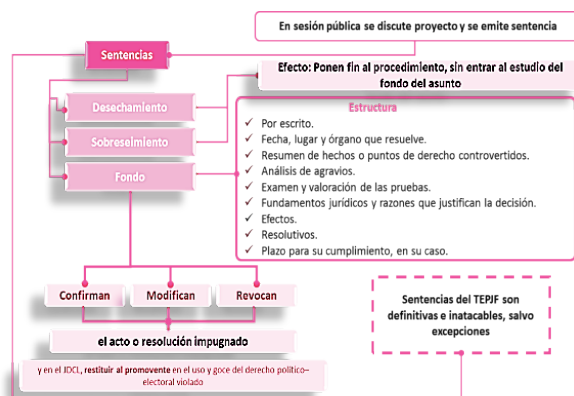 En sesión pública se discute proyecto y se emite sentencia
Sentencias
Efecto: Ponen fin al procedimiento, sin entrar al estudio del
fondo del asunto
Desechamiento
Sobreseimiento
Fondo
Estructura
✓ Por escrito.
✓ Fecha, lugar y órgano que resuelve.
✓ Resumen de hechos o puntos de derecho controvertidos.
✓ Análisis de agravios.
✓ Examen y valoración de las pruebas.
✓ Fundamentos jurídicos y razones que justifican la decisión.
✓ Efectos.
✓ Resolutivos.
✓ Plazo para su cumplimiento, en su caso.
Confirman
Modifican
Revocan
el acto o resolución impugnado
y en el JDCL, restituir al promovente en el uso y goce del derecho político–
electoral violado
Sentencias del TEPJF son
definitivas e inatacables, salvo
excepciones